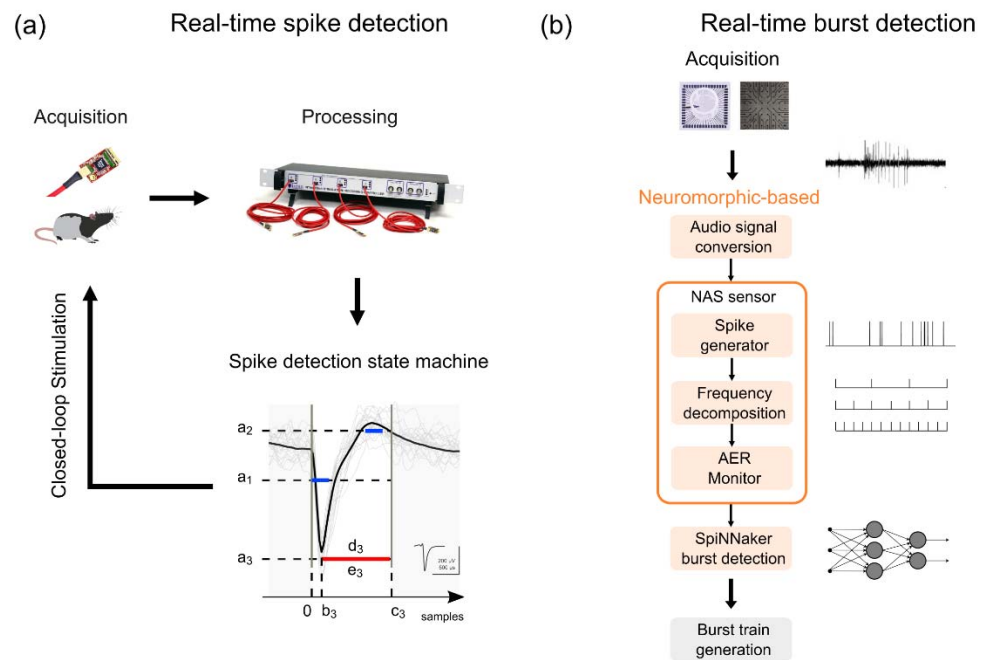 (a) Real-time spike detection
Acquisition
Processing
Closed-loop Stimulation
Spike detection state machine
a2
a1
a3
d3
e3
200 µV
500 µs
0
b3
c3
samples
(b) Real-time burst detection
Acquisition
Neuromorphic-based
Audio signal
conversion
NAS sensor
Spike
generator
Frequency
decomposition
AER
Monitor
SpiNNaker
burst detection
Burst train
generation